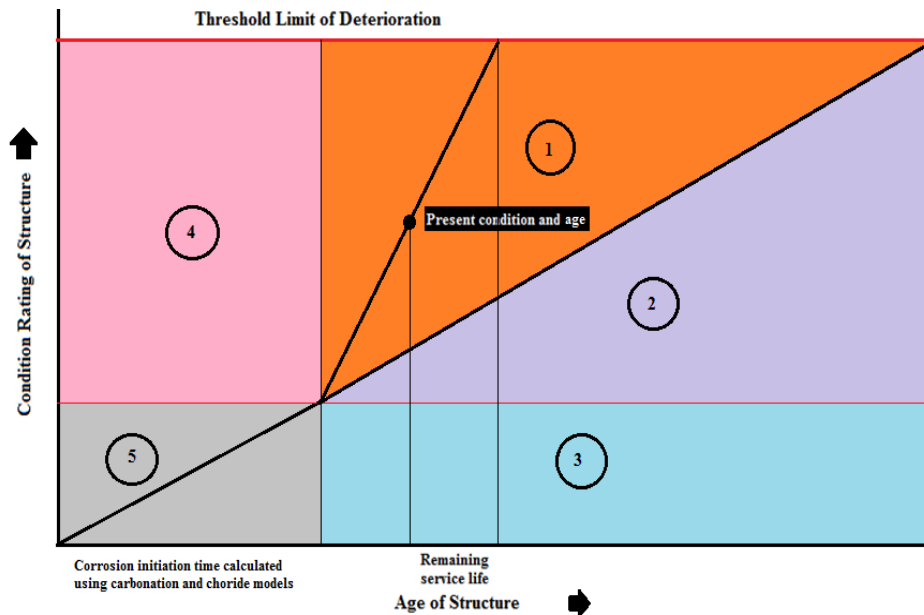 Threshold Limit of Deterioration
Condition Rating of Structure
1
Present condition and age
4
2
5
3
Corrosion initiation time calculated
using carbonation and choride models
Remaining
service life
Age of Structure